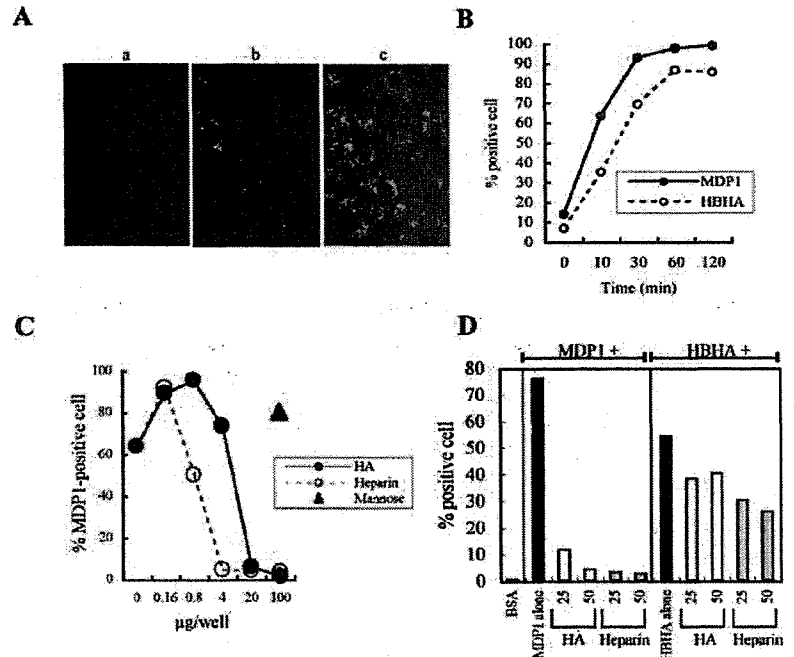 A
a b c
B
100
90
80
70
60
50
40
30
20
10
0
% positive cell
MDP1
HBHA
0 10 30 60 120
Time (min)
C
100
80
60
40
20
0
% MDP1-positive cell
HA
Heparin
Mannose
0 0.16 0.8 4 20 100
µg/well
D
MDP1 + HBHA +
80
70
60
50
40
30
20
10
0
% positive cell
BSA
MDP1 alone
25 50 25 50
HA Heparin
HBHA alone
25 50 25 50
HA Heparin